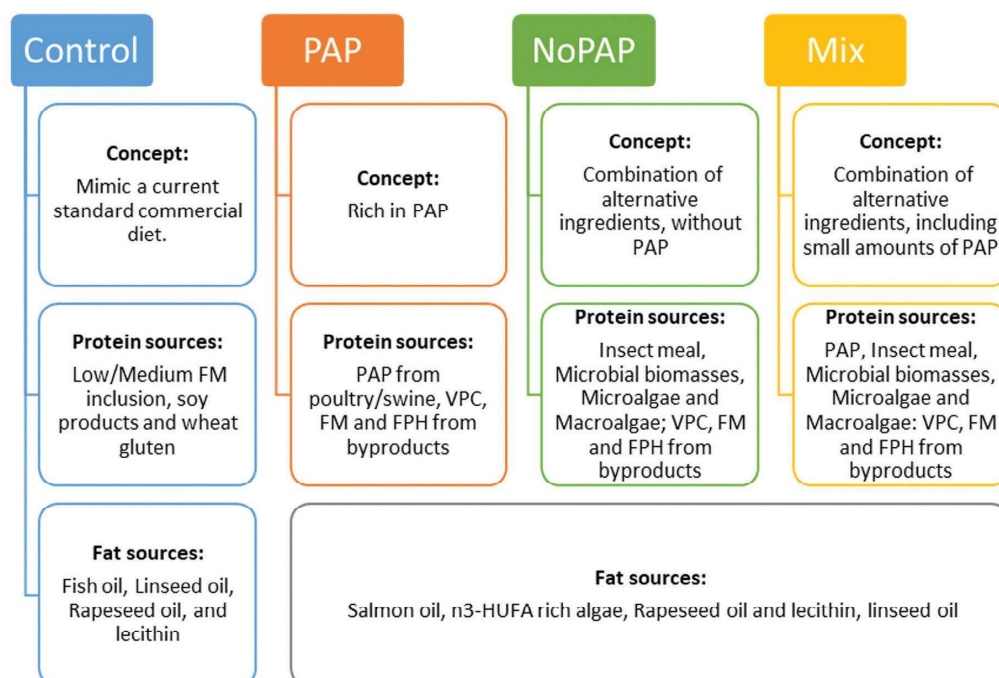 Control
PAP
NoPAP
Mix
Concept:
Mimic a current
standard commercial
diet.
Concept:
Rich in PAP
Concept:
Combination of
alternative
ingredients, without
PAP
Concept:
Combination of
alternative
ingredients, including
small amounts of PAP
Protein sources:
Low/Medium FM
inclusion, soy
products and wheat
gluten
Protein sources:
PAP from
poultry/swine, VPC,
FM and FPH from
byproducts
Protein sources:
Insect meal,
Microbial biomasses,
Microalgae and
Macroalgae; VPC, FM
and FPH from
byproducts
Protein sources:
PAP, Insect meal,
Microbial biomasses,
Microalgae and
Macroalgae: VPC, FM
and FPH from
byproducts
Fat sources:
Fish oil, Linseed oil,
Rapeseed oil, and
lecithin
Fat sources:
Salmon oil, n3-HUFA rich algae, Rapeseed oil and lecithin, linseed oil